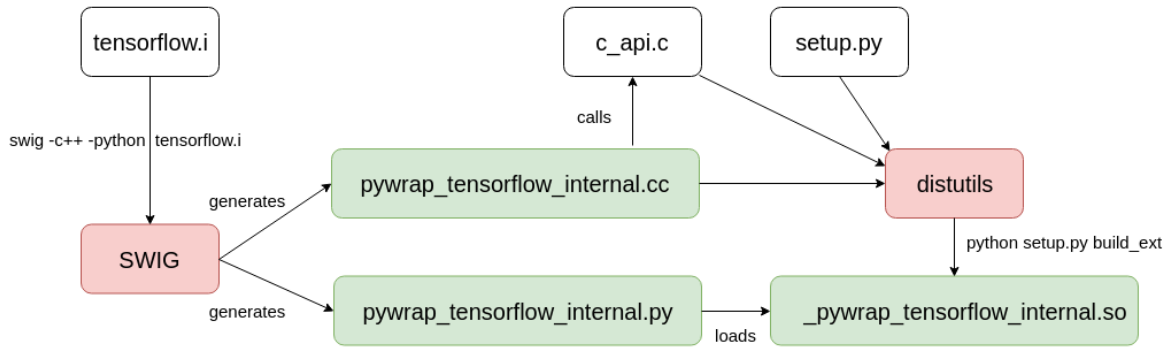 tensorflow.i
c_api.c
setup.py
swig -c++ -python tensorflow.i
calls
pywrap_tensorflow_internal.cc
distutils
generates
SWIG
python setup.py build_ext
generates
pywrap_tensorflow_internal.py
loads
_pywrap_tensorflow_internal.so